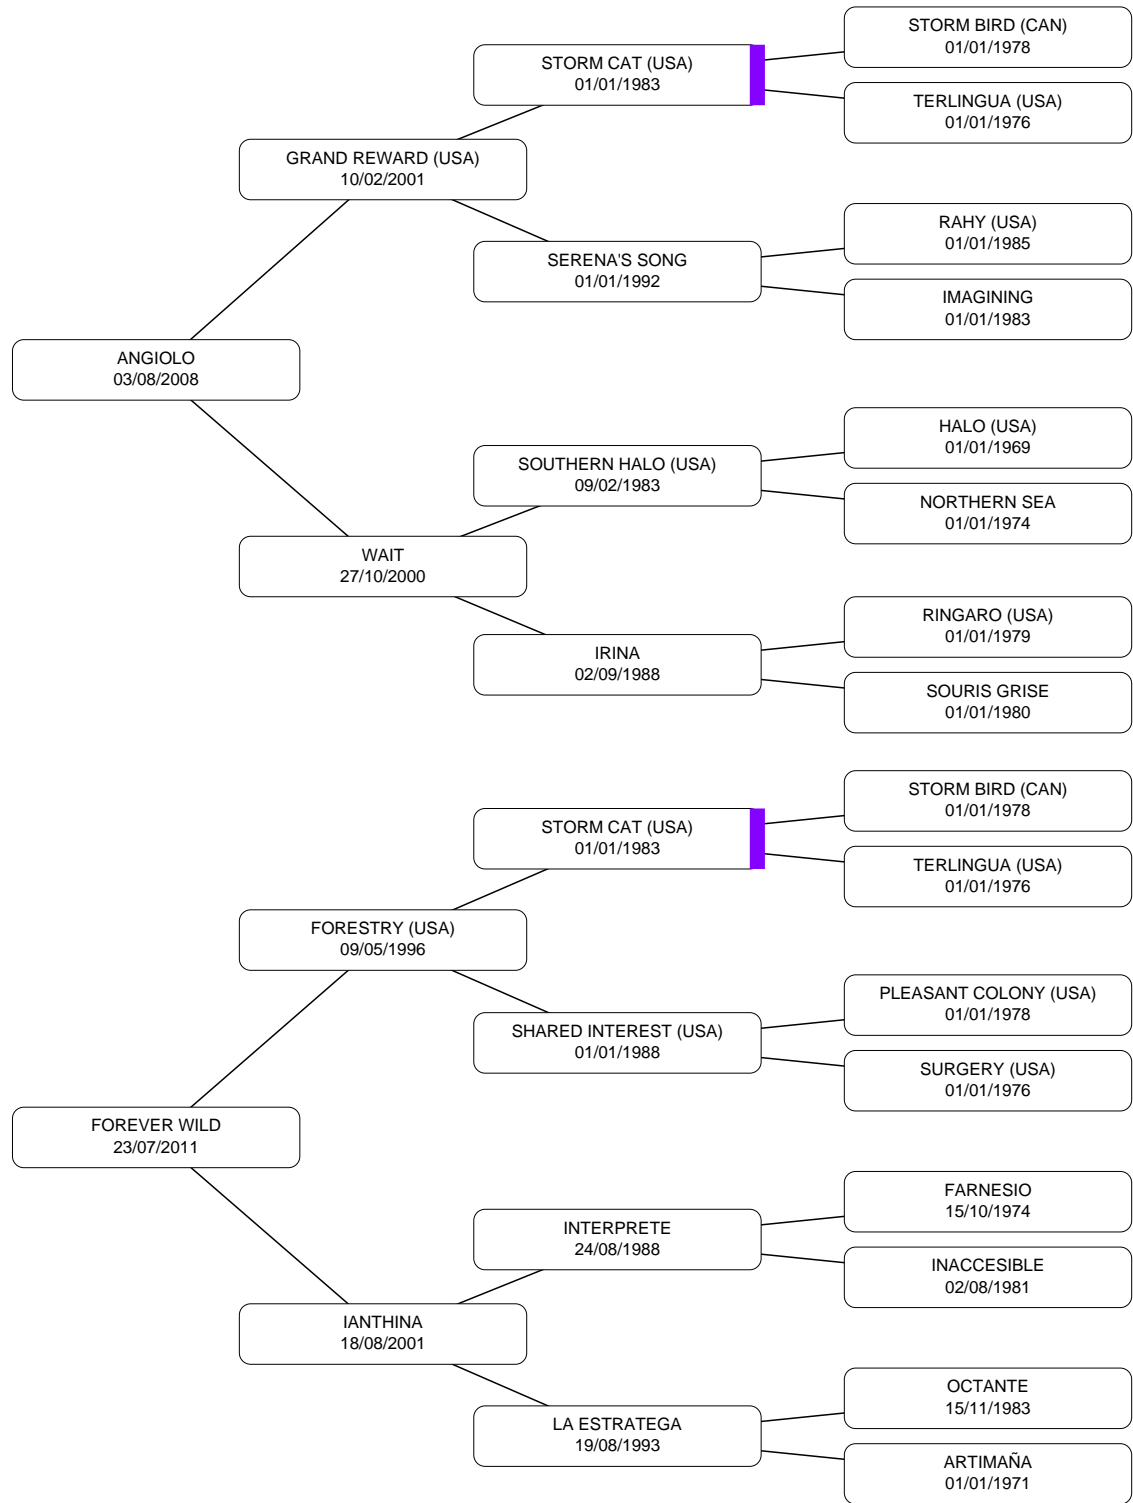 STORM BIRD (CAN)
01/01/1978
STORM CAT (USA)
01/01/1983
TERLINGUA (USA)
01/01/1976
GRAND REWARD (USA)
10/02/2001
RAHY (USA)
01/01/1985
SERENA'S SONG
01/01/1992
IMAGINING
01/01/1983
ANGIOLO
03/08/2008
HALO (USA)
01/01/1969
SOUTHERN HALO (USA)
09/02/1983
NORTHERN SEA
01/01/1974
WAIT
27/10/2000
RINGARO (USA)
01/01/1979
IRINA
02/09/1988
SOURIS GRISE
01/01/1980
STORM BIRD (CAN)
01/01/1978
STORM CAT (USA)
01/01/1983
TERLINGUA (USA)
01/01/1976
FORESTRY (USA)
09/05/1996
PLEASANT COLONY (USA)
01/01/1978
SHARED INTEREST (USA)
01/01/1988
SURGERY (USA)
01/01/1976
FOREVER WILD
23/07/2011
FARNESIO
15/10/1974
INTERPRETE
24/08/1988
INACCESIBLE
02/08/1981
IANTHINA
18/08/2001
OCTANTE
15/11/1983
LA ESTRATEGA
19/08/1993
ARTIMAÑA
01/01/1971